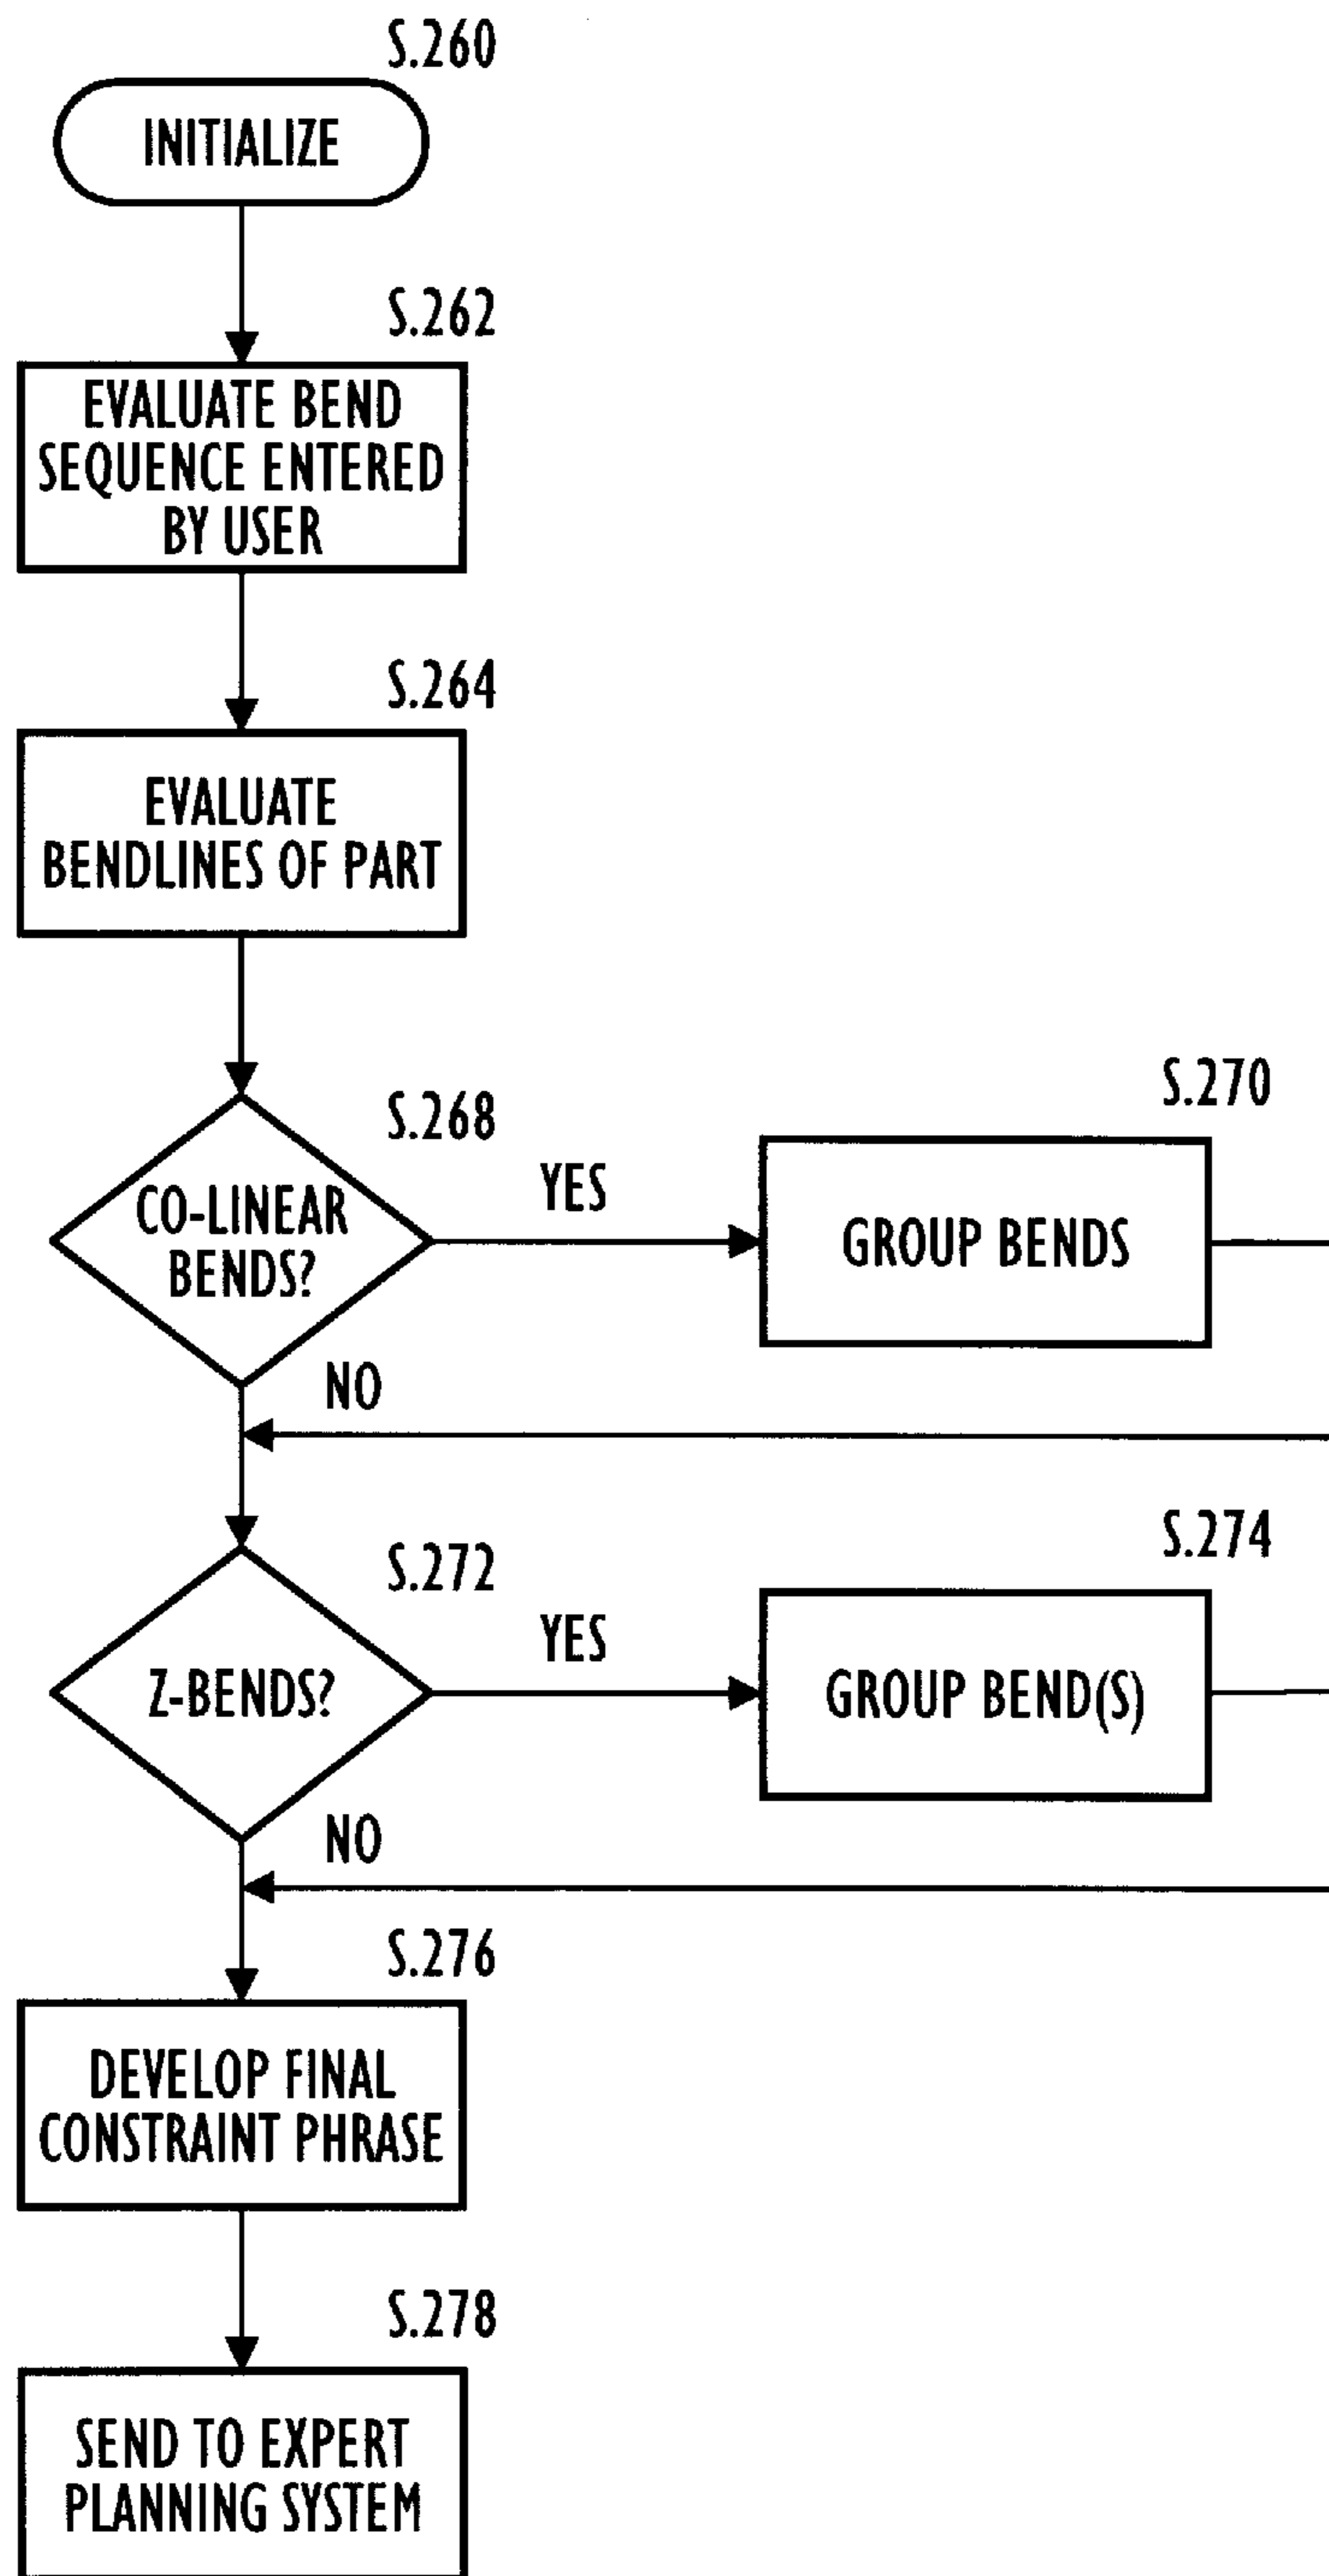 S.260
INITIALIZE
S.262
EVALUATE BEND
SEQUENCE ENTERED
BY USER
S.264
EVALUATE
BENDLINES OF PART
S.268
CO-LINEAR
BENDS?
YES
S.270
GROUP BENDS
NO
S.272
Z-BENDS?
YES
S.274
GROUP BEND(S)
NO
S.276
DEVELOP FINAL
CONSTRAINT PHRASE
S.278
SEND TO EXPERT
PLANNING SYSTEM